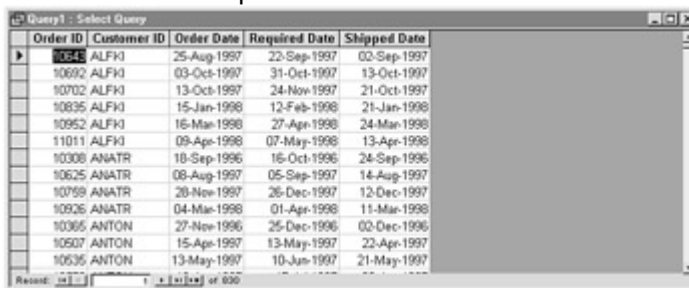 Query1 : Select Query
Order ID Customer ID Order Date Required Date Shipped Date
10643 ALFKI 25-Aug-1997 22-Sep-1997 02-Sep-1997
10692 ALFKI 03-Oct-1997 31-Oct-1997 13-Oct-1997
10702 ALFKI 13-Oct-1997 24-Nov-1997 21-Oct-1997
10835 ALFKI 15-Jan-1998 12-Feb-1998 21-Jan-1998
10952 ALFKI 16-Mar-1998 27-Apr-1998 24-Mar-1998
11011 ALFKI 09-Apr-1998 07-May-1998 13-Apr-1998
10308 ANATR 18-Sep-1996 16-Oct-1996 24-Sep-1996
10625 ANATR 08-Aug-1997 05-Sep-1997 14-Aug-1997
10759 ANATR 28-Nov-1997 26-Dec-1997 12-Dec-1997
10926 ANATR 04-Mar-1998 01-Apr-1998 11-Mar-1998
10365 ANTON 27-Nov-1996 25-Dec-1996 02-Dec-1996
10507 ANTON 15-Apr-1997 13-May-1997 22-Apr-1997
10535 ANTON 13-May-1997 10-Jun-1997 21-May-1997
Record: 1 of 830